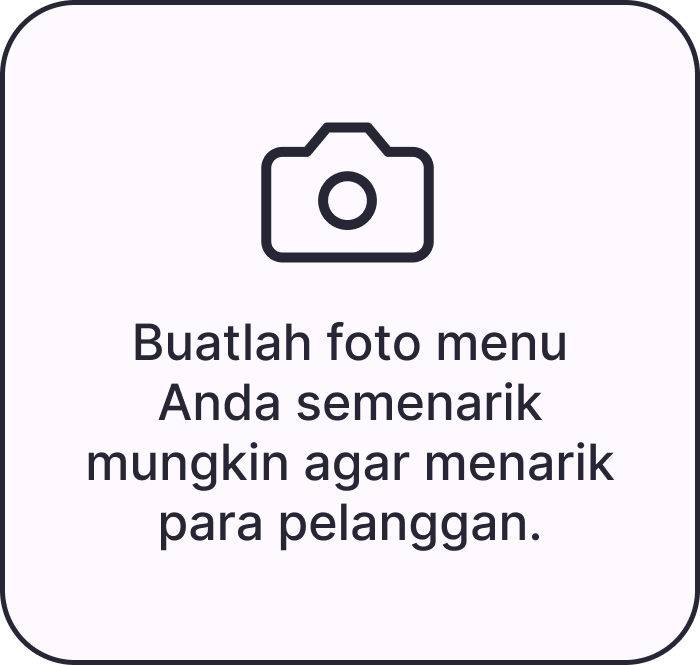 Buatlah foto menu
Anda semenarik
mungkin agar menarik
para pelanggan.